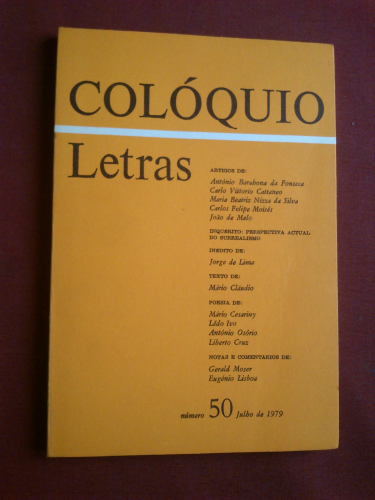 COLÓQUIO
Letras
ARTIGOS DE:
António Barahona da Fonseca
Carlo Vittorio Cattaneo
Maria Beatriz Nizza da Silva
Carlos Felipe Moisés
João de Melo
INQUÉRITO: PERSPECTIVA ACTUAL
DO SURREALISMO
INÉDITO DE:
Jorge de Lima
TEXTO DE:
Mário Cláudio
POESIA DE:
Mário Cesariny
Lêdo Ivo
António Osório
Liberto Cruz
NOTAS E COMENTÁRIOS DE:
Gerald Moser
Eugénio Lisboa
número 50 Julho de 1979